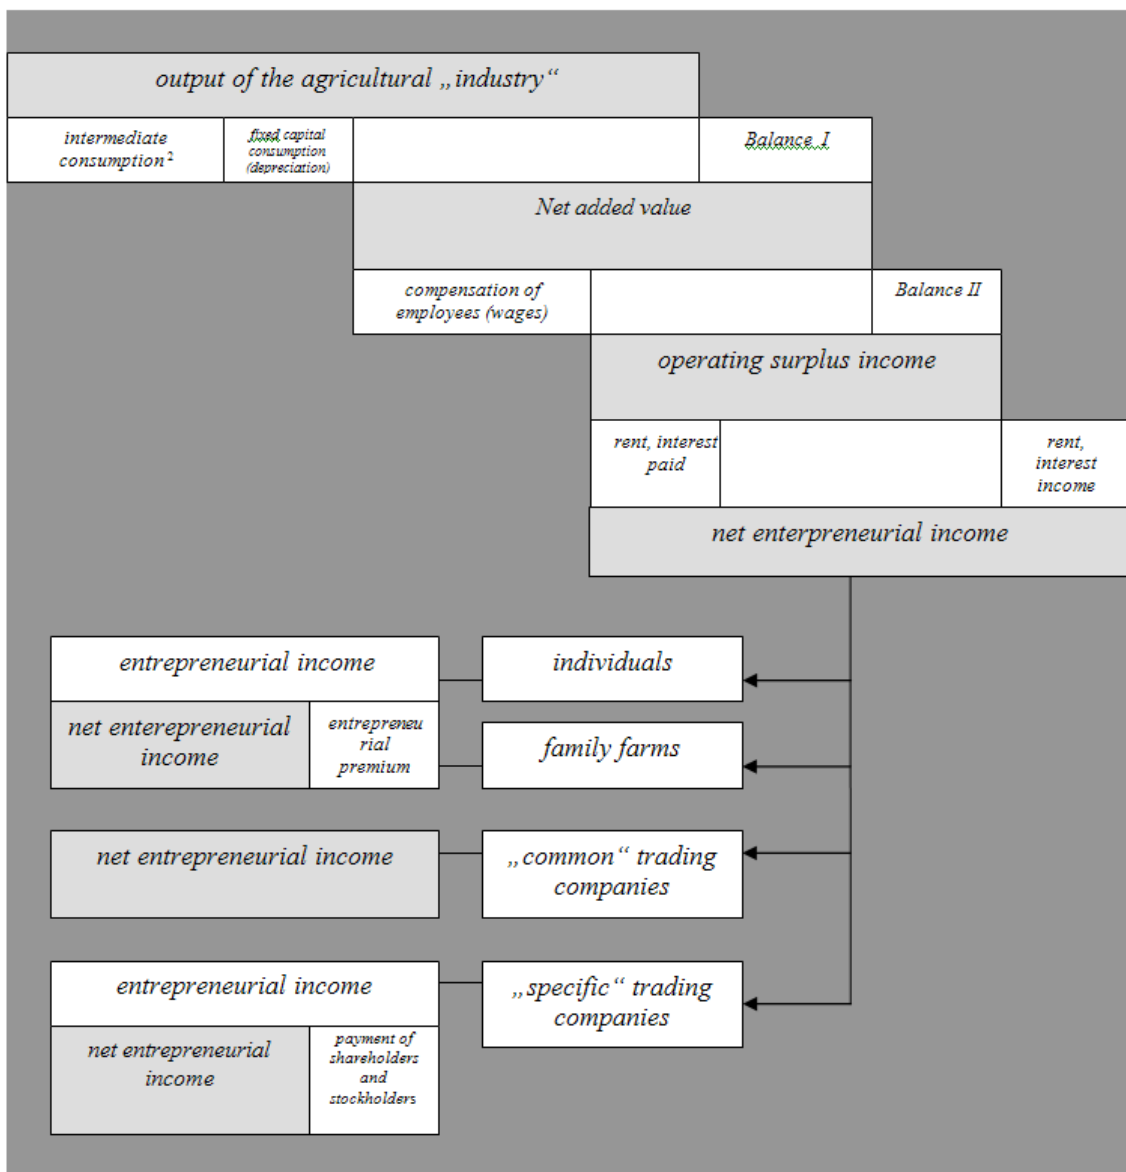 output of the agricultural „industry“
intermediate
consumption²
fixed capital
consumption
(depreciation)
Balance I
Net added value
compensation of
employees (wages)
Balance II
operating surplus income
rent, interest
paid
rent,
interest
income
net enterpreneurial income
entrepreneurial income
individuals
net enterepreneurial
income
entrepreneu
rial
premium
family farms
net entrepreneurial income
„common“ trading
companies
entrepreneurial income
„specific“ trading
companies
net entrepreneurial
income
payment of
shareholders
and
stockholders